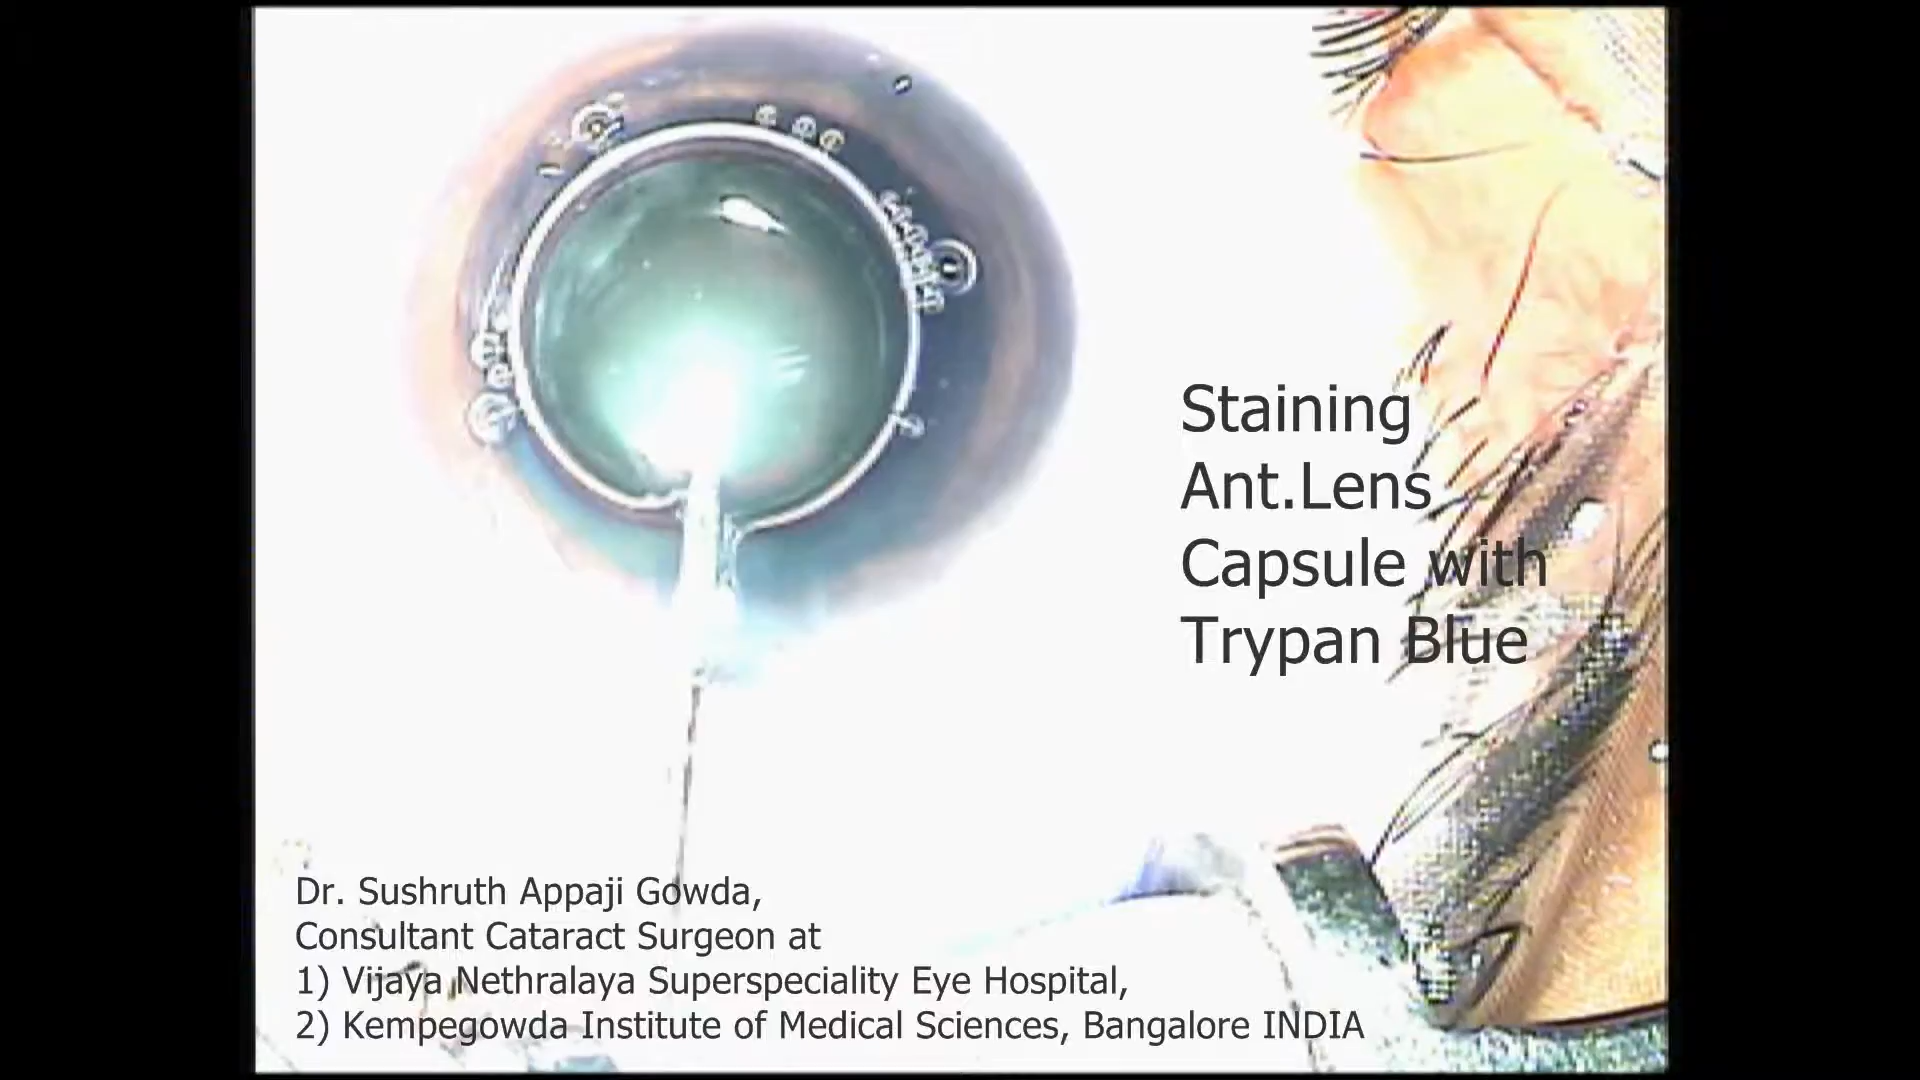 Staining
Ant.Lens
Capsule with
Trypan Blue
Dr. Sushruth Appaji Gowda,
Consultant Cataract Surgeon at
1) Vijaya Nethralaya Superspeciality Eye Hospital,
2) Kempegowda Institute of Medical Sciences, Bangalore INDIA